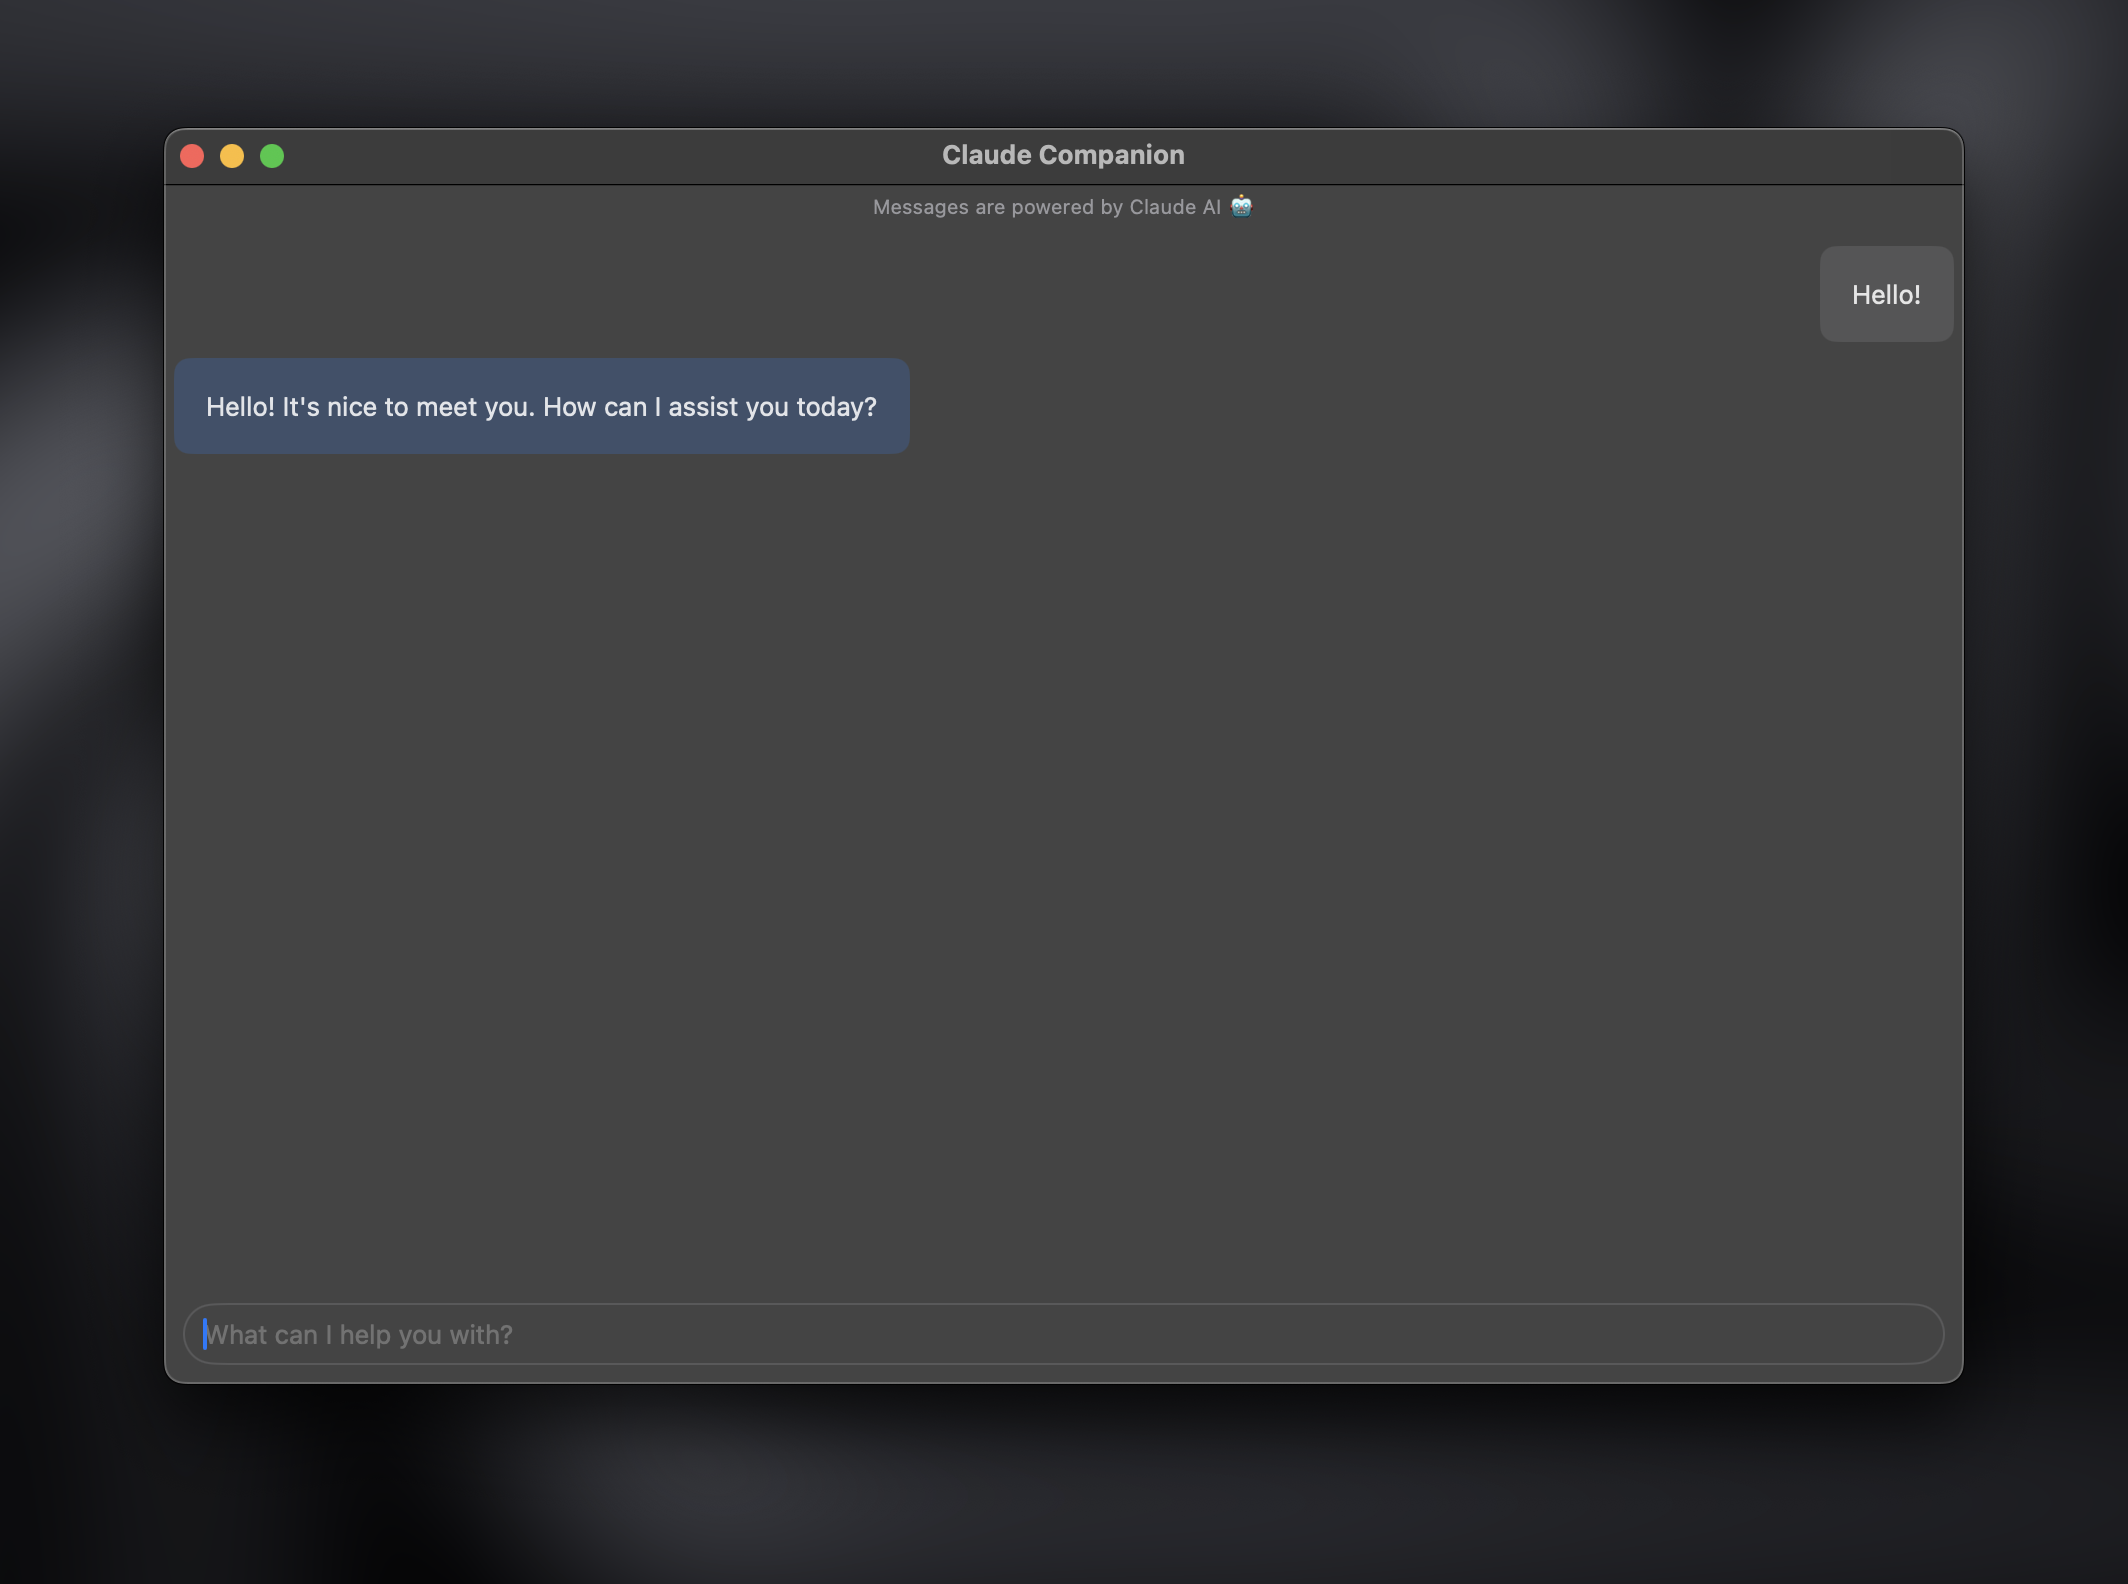 Claude Companion
Messages are powered by Claude AI 🤖
Hello!
Hello! It's nice to meet you. How can I assist you today?
What can I help you with?